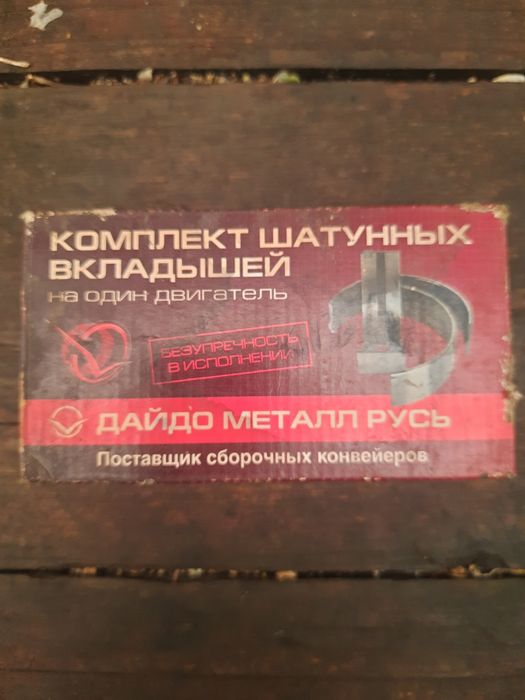 КОМПЛЕКТ ШАТУННЫХ
ВКЛАДЫШЕЙ
на один двигатель
БЕЗУПРЕЧНОСТЬ
В ИСПОЛНЕНИИ
ДАЙДО МЕТАЛЛ РУСЬ
Поставщик сборочных конвейеров